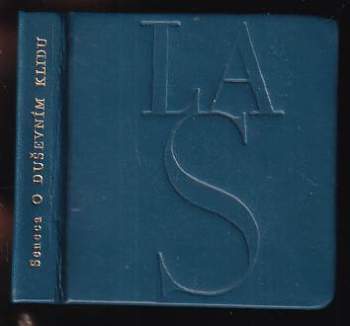 Seneca O DUŠEVNÍM KLIDU
LA
S